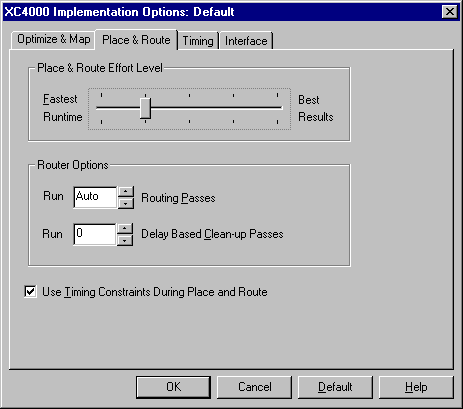 XC4000 Implementation Options: Default
Optimize & Map Place & Route Timing Interface
Place & Route Effort Level
Fastest Best
Runtime Results
Router Options
Run Auto Routing Passes
Run 0 Delay Based Clean-up Passes
Use Timing Constraints During Place and Route
OK Cancel Default Help